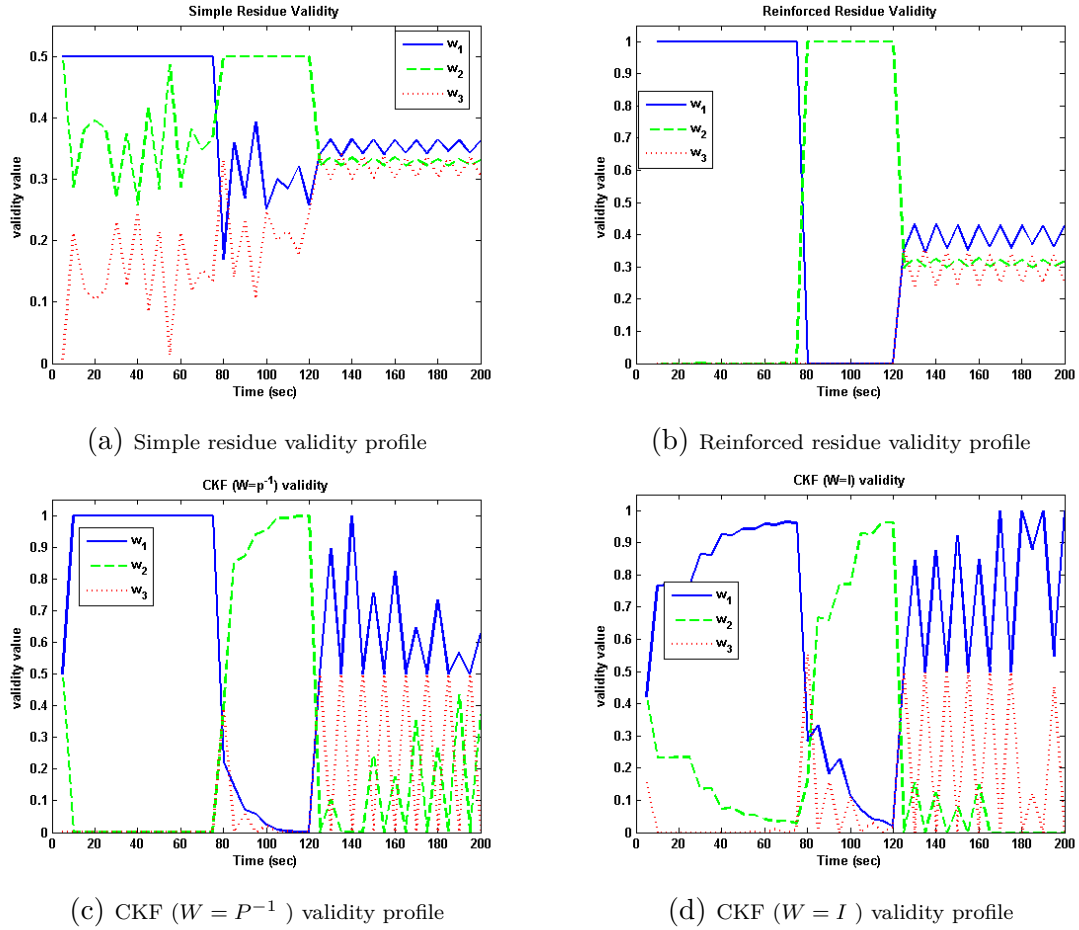 Simple Residue Validity
0.5
0.4
0.3
0.2
0.1
0
validity value
w1
w2
w3
0 20 40 60 80 100 120 140 160 180 200
Time (sec)
(a) Simple residue validity profile
Reinforced Residue Validity
1
0.9
0.8
0.7
0.6
0.5
0.4
0.3
0.2
0.1
0
validity value
w1
w2
w3
0 20 40 60 80 100 120 140 160 180 200
Time (sec)
(b) Reinforced residue validity profile
CKF (W=p⁻¹) validity
1
0.9
0.8
0.7
0.6
0.5
0.4
0.3
0.2
0.1
0
validity value
w1
w2
w3
0 20 40 60 80 100 120 140 160 180 200
Time (sec)
(c) CKF (W = P⁻¹ ) validity profile
CKF (W=I) validity
1
0.9
0.8
0.7
0.6
0.5
0.4
0.3
0.2
0.1
0
validity value
w1
w2
w3
0 20 40 60 80 100 120 140 160 180 200
Time (sec)
(d) CKF (W = I ) validity profile